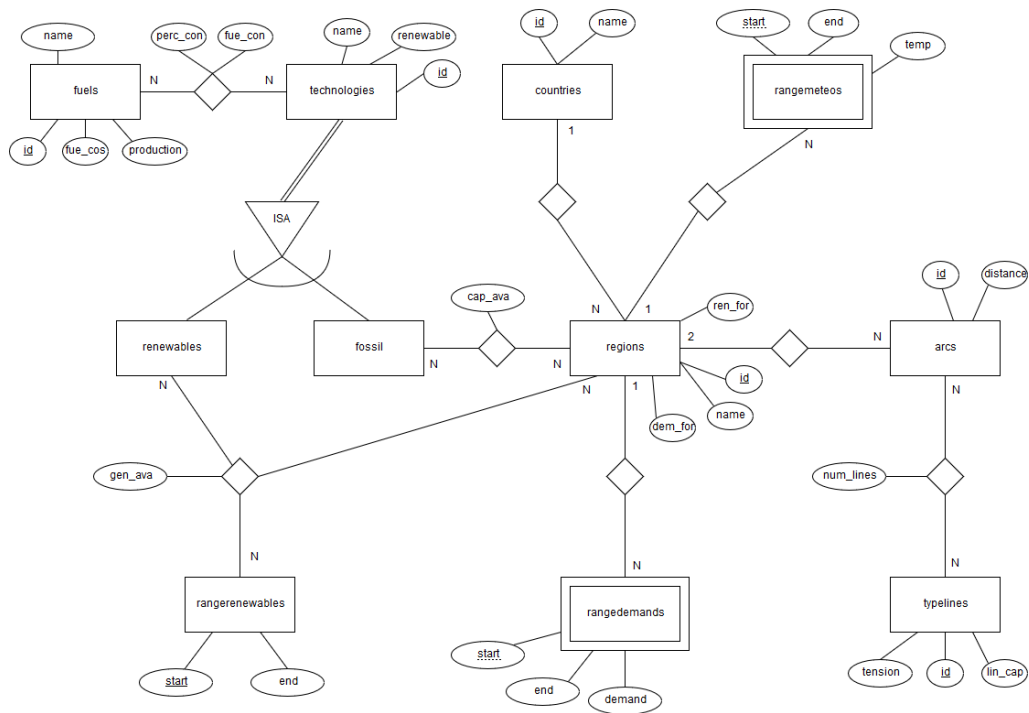 name
perc_con
fue_con
name
renewable
id
name
start
end
temp
id
fuels
N
N
technologies
countries
rangemeteos
id
fue_cos
production
1
N
ISA
cap_ava
ren_for
id
distance
N
1
2
N
renewables
fossil
regions
arcs
N
N
N
N
1
id
N
name
dem_for
gen_ava
num_lines
N
N
N
rangerenewables
rangedemands
typelines
start
end
start
end
demand
tension
id
lin_cap